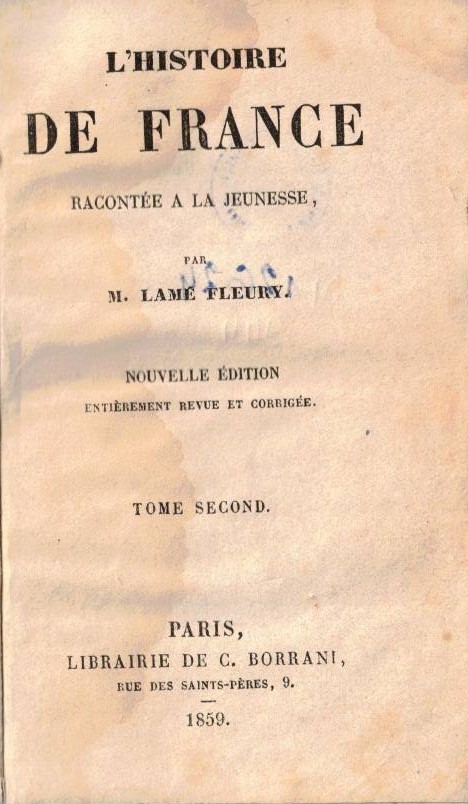 L'HISTOIRE
DE FRANCE
RACONTÉE A LA JEUNESSE,
PAR
M. LAMÉ FLEURY.
NOUVELLE ÉDITION
ENTIÈREMENT REVUE ET CORRIGÉE.
TOME SECOND.
PARIS,
LIBRAIRIE DE C. BORRANI,
RUE DES SAINTS-PÈRES, 9.
1859.